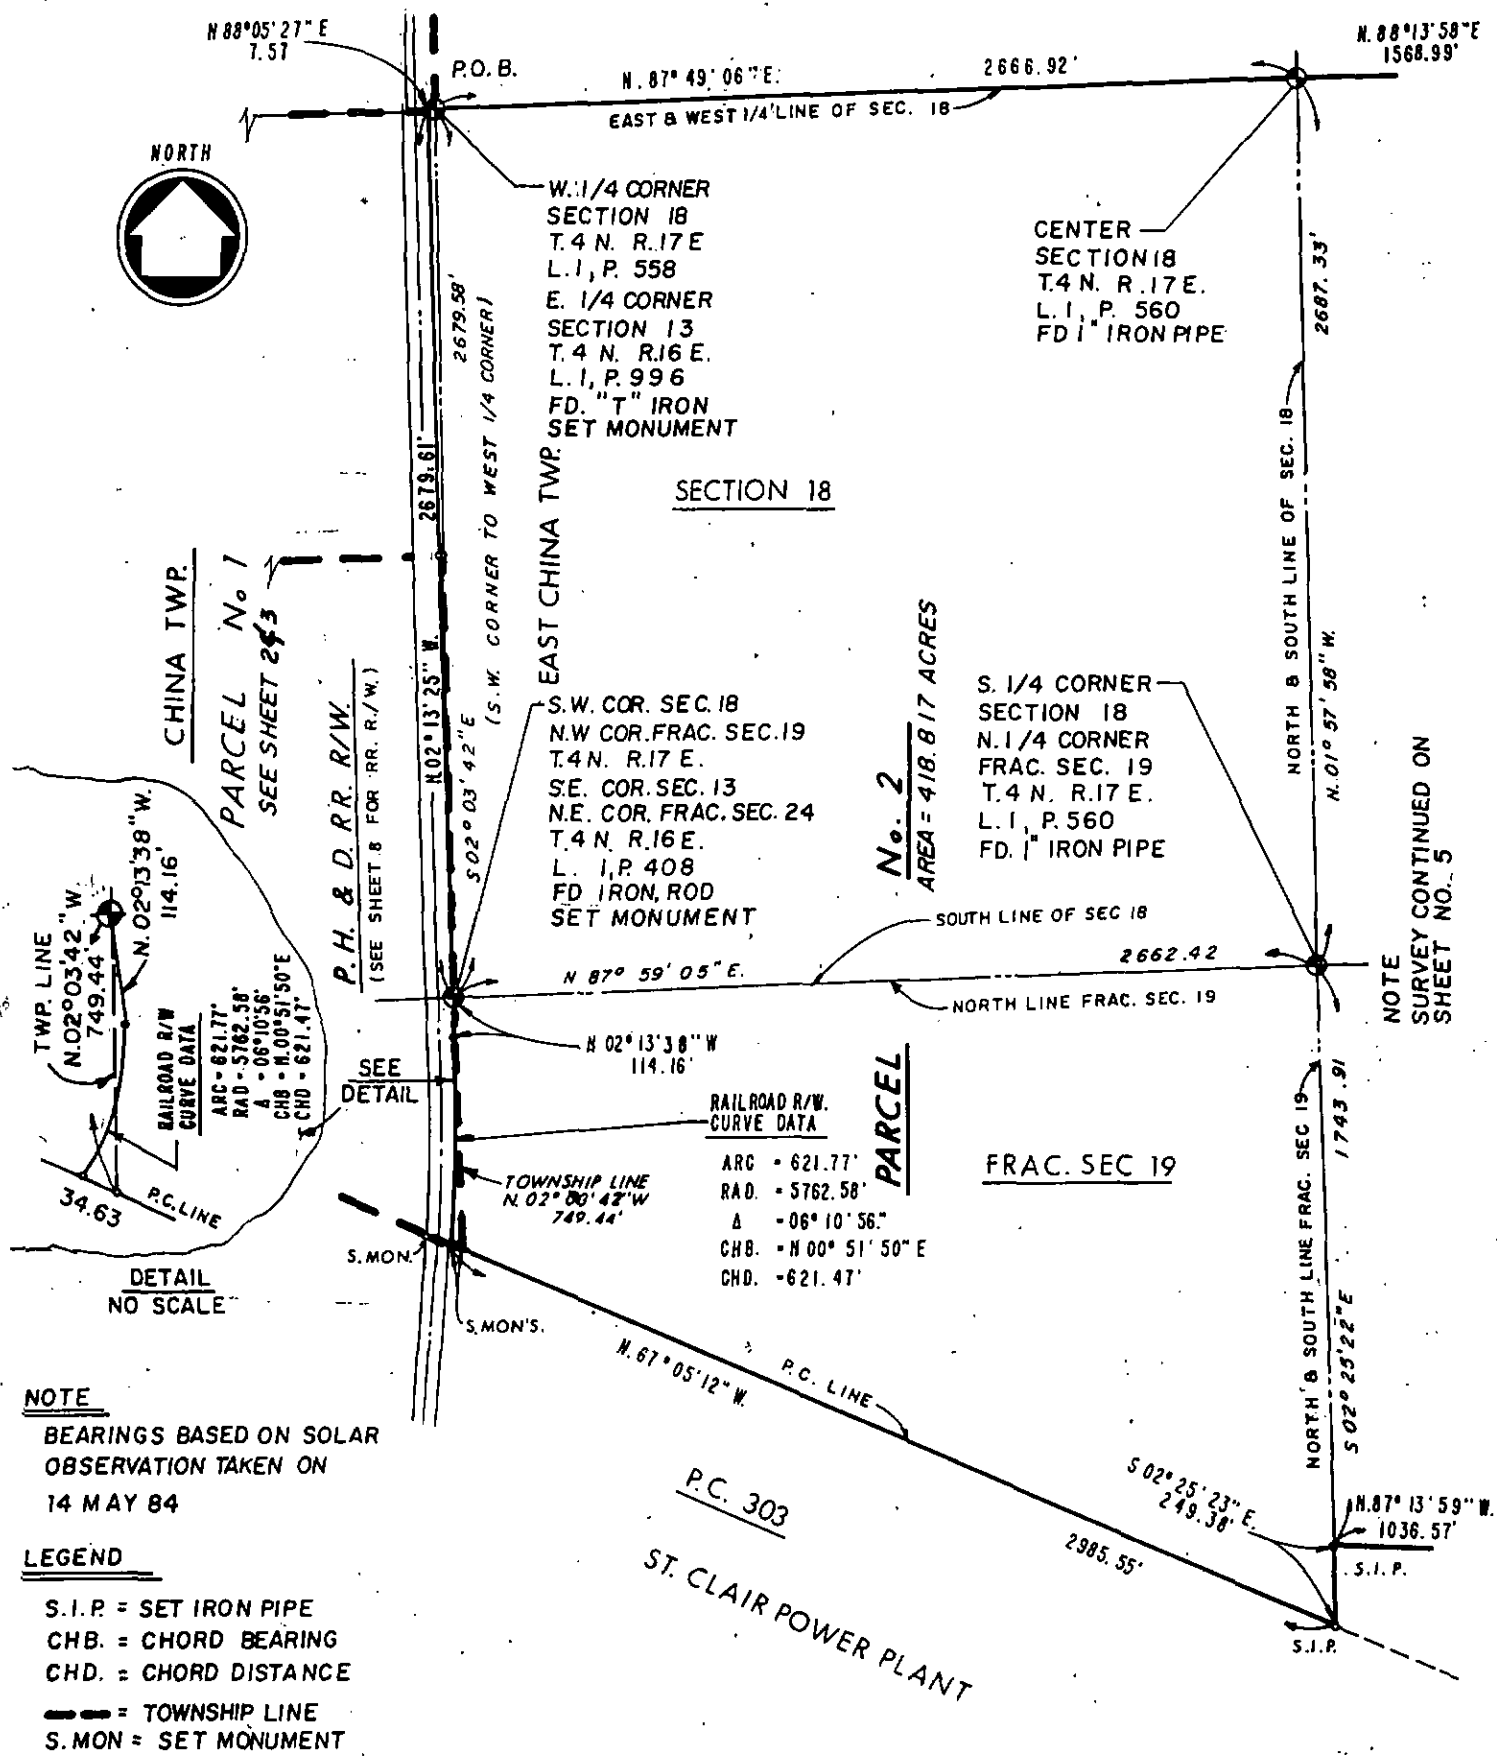 N 88°05'27" E
7.57
P.O.B.
N. 87° 49' 06" E.
2666.92'
N. 88°13'58"E
1568.99'
EAST & WEST 1/4 LINE OF SEC. 18
NORTH
W. 1/4 CORNER
SECTION 18
T.4 N. R.17 E
L.1, P. 558
E. 1/4 CORNER
SECTION 13
T.4 N. R.16 E.
L.1, P. 996
FD. "T" IRON
SET MONUMENT
CENTER
SECTION 18
T.4 N. R.17 E.
L.1, P. 560
FD 1" IRON PIPE
2687.33'
2679.58'
(S.W. CORNER TO WEST 1/4 CORNER)
2679.61'
N.02°13'25" W.
S 02° 03' 42" E
EAST CHINA TWP.
SECTION 18
NORTH & SOUTH LINE OF SEC. 18
N.01° 57' 58" W.
CHINA TWP.
PARCEL No 1
SEE SHEET 2&3
P.H. & D. RR. R/W.
(SEE SHEET 8 FOR RR. R./W.)
S.W. COR. SEC. 18
N.W COR. FRAC. SEC. 19
T.4 N. R.17 E.
S.E. COR. SEC. 13
N.E. COR. FRAC. SEC. 24
T.4 N. R.16 E.
L. 1, P. 408
FD IRON, ROD
SET MONUMENT
PARCEL No. 2
AREA = 418.817 ACRES
S. 1/4 CORNER
SECTION 18
N. 1/4 CORNER
FRAC. SEC. 19
T.4 N. R.17 E.
L.1, P. 560
FD. 1" IRON PIPE
NOTE
SURVEY CONTINUED ON
SHEET NO. 5
SOUTH LINE OF SEC 18
N 87° 59' 05" E.
2662.42
NORTH LINE FRAC. SEC. 19
TWP. LINE
N.02°03'42" W
749.44'
N. 02°13'38" W.
114.16'
RAILROAD R/W
CURVE DATA
ARC = 621.77'
RAD = 5762.58'
Δ = 06°10'56"
CHB = N.00°51'50"E
CHD = 621.47'
34.63
P.C. LINE
DETAIL
NO SCALE
SEE
DETAIL
N 02°13'38" W
114.16'
RAILROAD R/W.
CURVE DATA
ARC = 621.77'
RAD. = 5762.58'
Δ = 06° 10' 56."
CHB. = N 00° 51' 50" E
CHD. = 621.47'
TOWNSHIP LINE
N. 02° 42" W
749.44'
FRAC. SEC 19
1743.91
NORTH & SOUTH LINE FRAC. SEC 19
S 02° 25' 22" E
S. MON.
S. MON'S.
N. 67° 05' 12" W.
P.C. LINE
2985.55'
S 02° 25' 23" E.
249.38'
N.87° 13' 59" W.
1036.57'
S.I.P.
S.I.P.
P.C. 303
ST. CLAIR POWER PLANT
NOTE
BEARINGS BASED ON SOLAR
OBSERVATION TAKEN ON
14 MAY 84
LEGEND
S.I.P. = SET IRON PIPE
CHB. = CHORD BEARING
CHD. = CHORD DISTANCE
= TOWNSHIP LINE
S.MON = SET MONUMENT